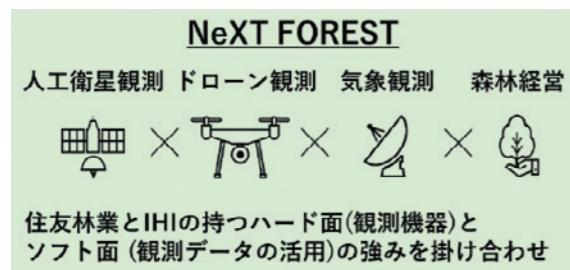 NeXT FOREST
人工衛星観測 ドローン観測 気象観測 森林経営
住友林業とIHIの持つハード面(観測機器)と
ソフト面 (観測データの活用)の強みを掛け合わせ